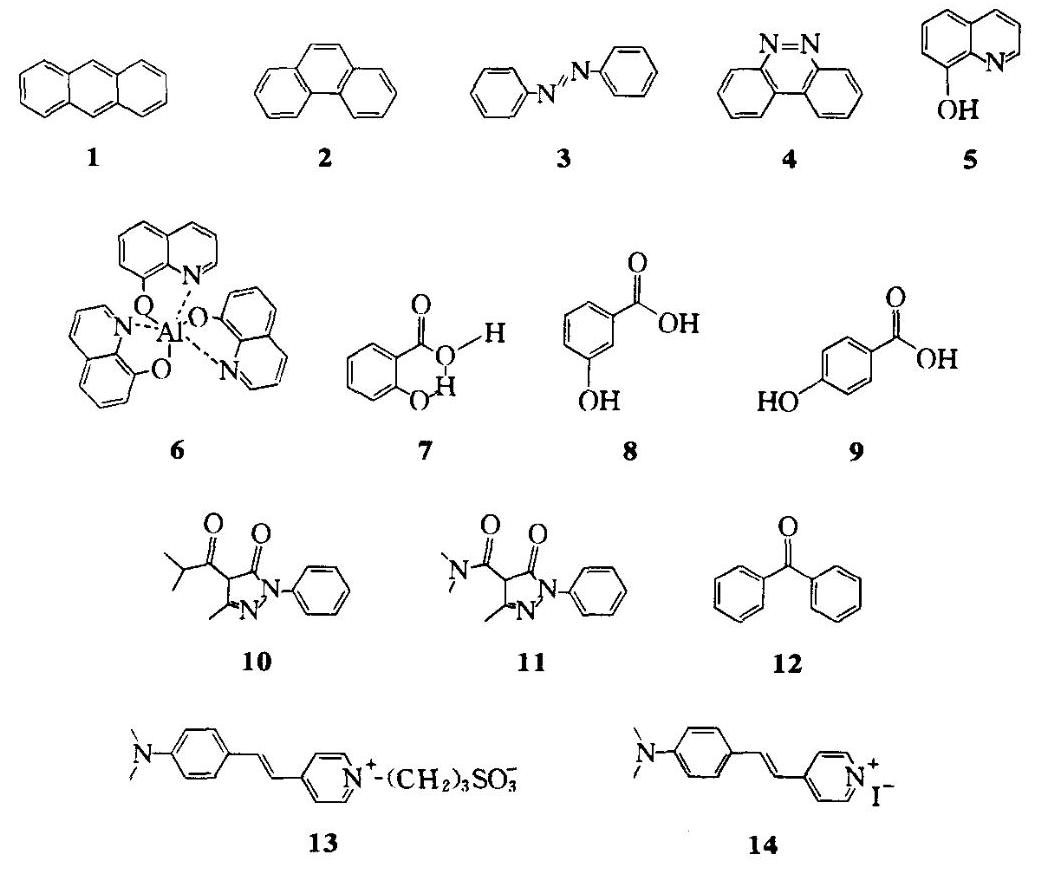 N=N
N
N
N
OH
1 2 3 4 5
N
O
N Al O
O N
O
O H
H
O
O
OH
OH
O
OH
HO
6 7 8 9
O O
N
N
O O
N N
N
O
10 11 12
N N⁺-(CH₂)₃SO₃⁻
N N⁺
I⁻
13 14